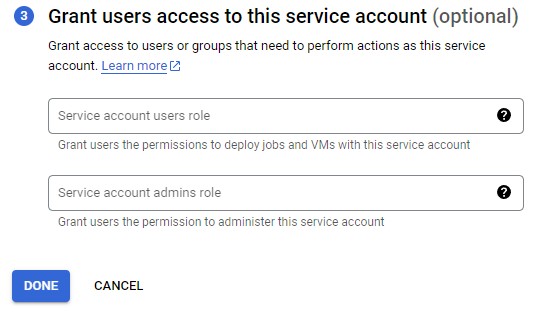 3 Grant users access to this service account (optional)
Grant access to users or groups that need to perform actions as this service
account. Learn more
Service account users role ?
Grant users the permissions to deploy jobs and VMs with this service account
Service account admins role ?
Grant users the permission to administer this service account
DONE CANCEL